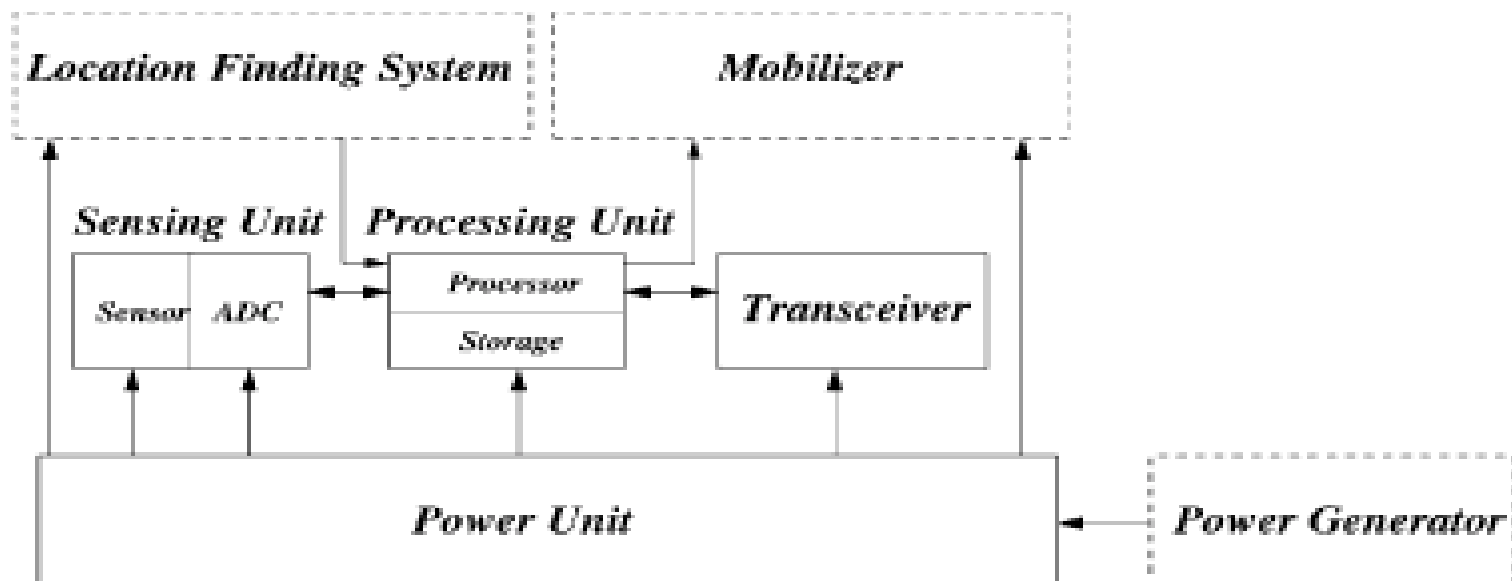 Location Finding System
Mobilizer
Sensing Unit
Processing Unit
Sensor
ADC
Processor
Storage
Transceiver
Power Unit
Power Generator